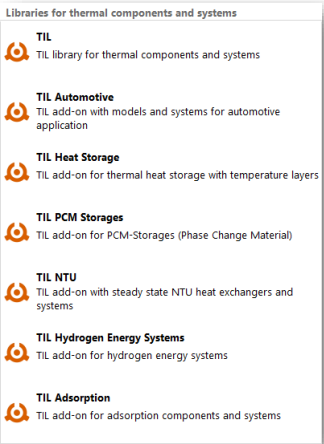 Libraries for thermal components and systems
TIL
TIL library for thermal components and systems
TIL Automotive
TIL add-on with models and systems for automotive
application
TIL Heat Storage
TIL add-on for thermal heat storage with temperature layers
TIL PCM Storages
TIL add-on for PCM-Storages (Phase Change Material)
TIL NTU
TIL add-on with steady state NTU heat exchangers and
systems
TIL Hydrogen Energy Systems
TIL add-on for hydrogen energy systems
TIL Adsorption
TIL add-on for adsorption components and systems